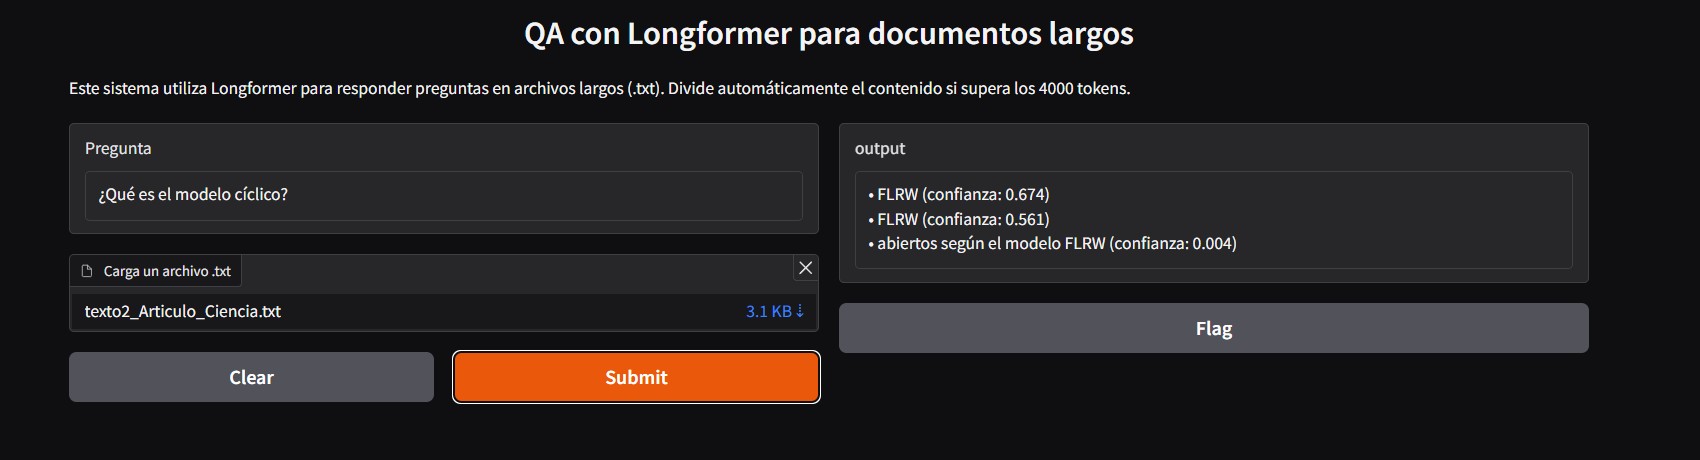 QA con Longformer para documentos largos
Este sistema utiliza Longformer para responder preguntas en archivos largos (.txt). Divide automáticamente el contenido si supera los 4000 tokens.
Pregunta
¿Qué es el modelo cíclico?
Carga un archivo .txt
texto2_Articulo_Ciencia.txt
3.1 KB ⇣
Clear
Submit
output
• FLRW (confianza: 0.674)
• FLRW (confianza: 0.561)
• abiertos según el modelo FLRW (confianza: 0.004)
Flag